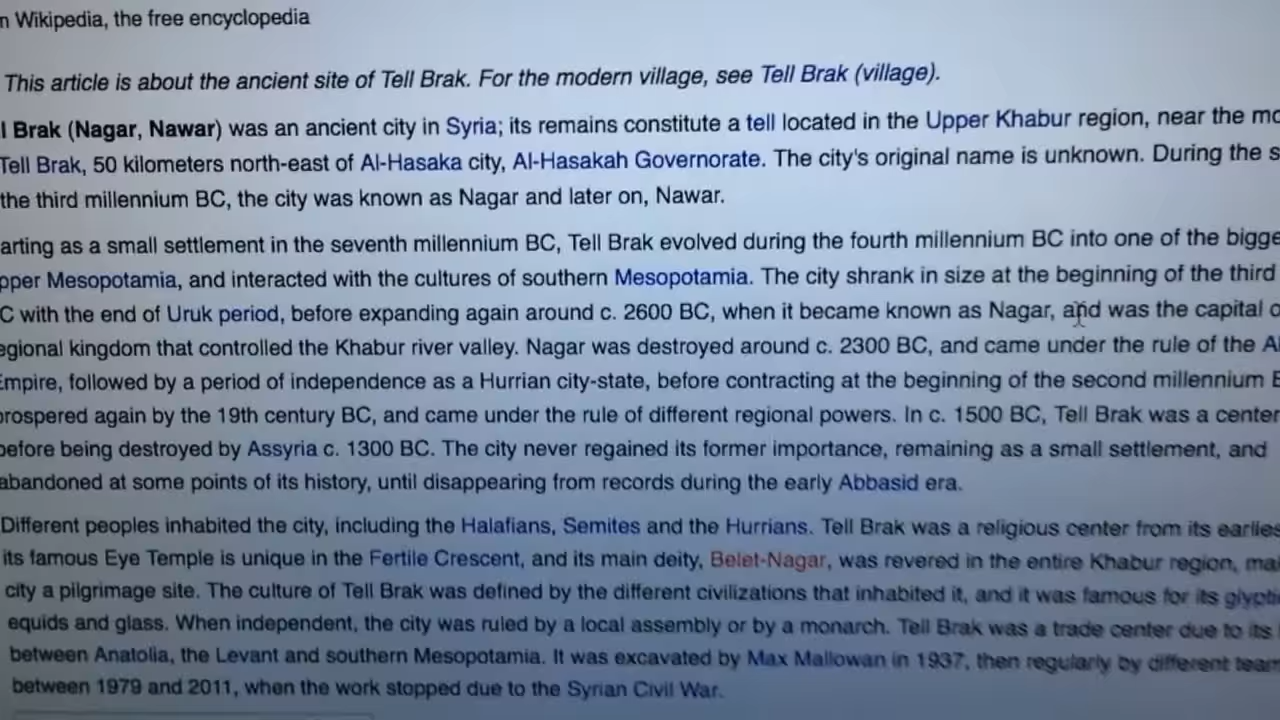 n Wikipedia, the free encyclopedia
This article is about the ancient site of Tell Brak. For the modern village, see Tell Brak (village).
l Brak (Nagar, Nawar) was an ancient city in Syria; its remains constitute a tell located in the Upper Khabur region, near the mo
Tell Brak, 50 kilometers north-east of Al-Hasaka city, Al-Hasakah Governorate. The city's original name is unknown. During the s
the third millennium BC, the city was known as Nagar and later on, Nawar.
arting as a small settlement in the seventh millennium BC, Tell Brak evolved during the fourth millennium BC into one of the bigge
pper Mesopotamia, and interacted with the cultures of southern Mesopotamia. The city shrank in size at the beginning of the third
C with the end of Uruk period, before expanding again around c. 2600 BC, when it became known as Nagar, and was the capital o
egional kingdom that controlled the Khabur river valley. Nagar was destroyed around c. 2300 BC, and came under the rule of the A
Empire, followed by a period of independence as a Hurrian city-state, before contracting at the beginning of the second millennium B
prospered again by the 19th century BC, and came under the rule of different regional powers. In c. 1500 BC, Tell Brak was a center
before being destroyed by Assyria c. 1300 BC. The city never regained its former importance, remaining as a small settlement, and
abandoned at some points of its history, until disappearing from records during the early Abbasid era.
Different peoples inhabited the city, including the Halafians, Semites and the Hurrians. Tell Brak was a religious center from its earlies
its famous Eye Temple is unique in the Fertile Crescent, and its main deity, Belet-Nagar, was revered in the entire Khabur region, ma
city a pilgrimage site. The culture of Tell Brak was defined by the different civilizations that inhabited it, and it was famous for its glypti
equids and glass. When independent, the city was ruled by a local assembly or by a monarch. Tell Brak was a trade center due to its
between Anatolia, the Levant and southern Mesopotamia. It was excavated by Max Mallowan in 1937, then regularly by different team
between 1979 and 2011, when the work stopped due to the Syrian Civil War.